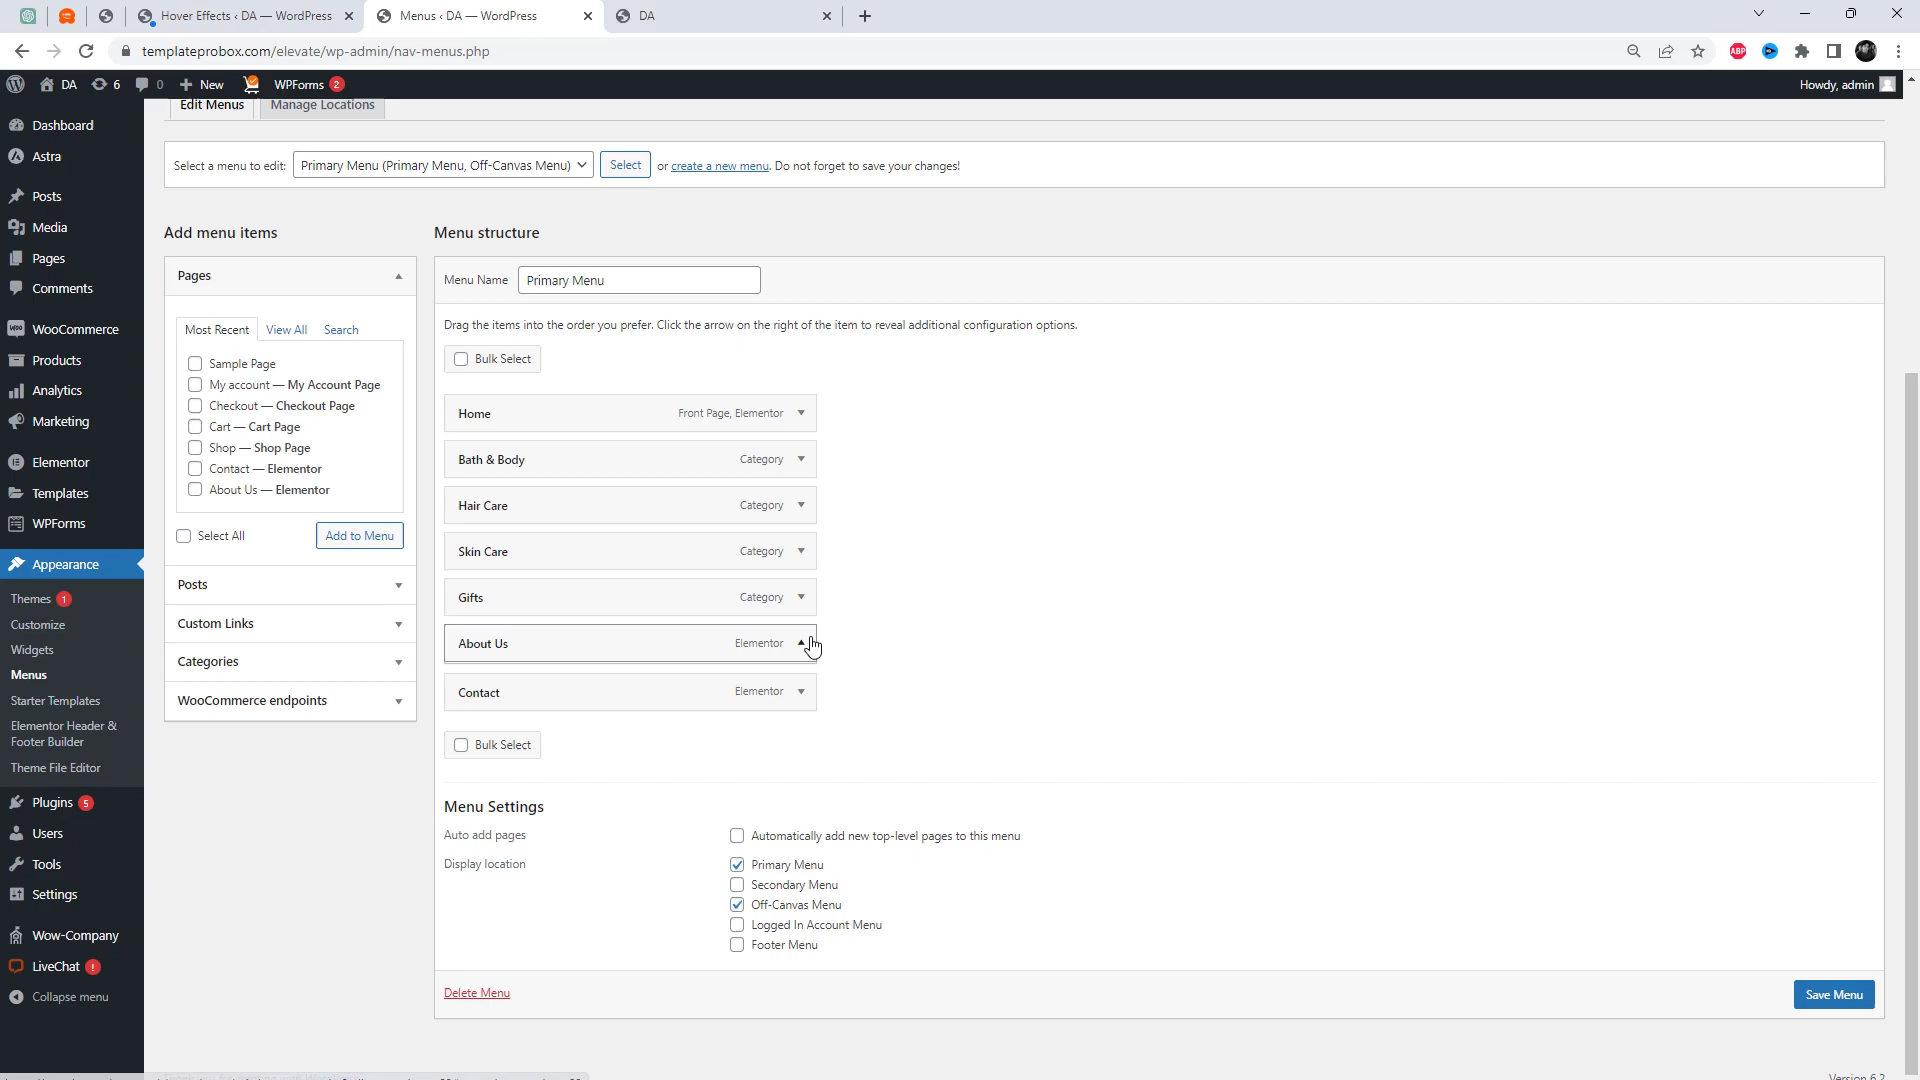 Hover Effects ‹ DA — WordPress
Menus ‹ DA — WordPress
DA
templateprobox.com/elevate/wp-admin/nav-menus.php
ABP
DA
6
0
New
WPForms 2
Howdy, admin
Edit Menus
Manage Locations
Dashboard
Astra
Posts
Media
Pages
Comments
WooCommerce
Products
Analytics
Marketing
Elementor
Templates
WPForms
Appearance
Themes 1
Customize
Widgets
Menus
Starter Templates
Elementor Header &
Footer Builder
Theme File Editor
Plugins 5
Users
Tools
Settings
Wow-Company
LiveChat !
Collapse menu
Select a menu to edit: Primary Menu (Primary Menu, Off-Canvas Menu) Select or create a new menu. Do not forget to save your changes!
Add menu items
Pages
Most Recent View All Search
Sample Page
My account — My Account Page
Checkout — Checkout Page
Cart — Cart Page
Shop — Shop Page
Contact — Elementor
About Us — Elementor
Select All Add to Menu
Posts
Custom Links
Categories
WooCommerce endpoints
Menu structure
Menu Name Primary Menu
Drag the items into the order you prefer. Click the arrow on the right of the item to reveal additional configuration options.
Bulk Select
Home Front Page, Elementor
Bath & Body Category
Hair Care Category
Skin Care Category
Gifts Category
About Us Elementor
Contact Elementor
Bulk Select
Menu Settings
Auto add pages Automatically add new top-level pages to this menu
Display location Primary Menu
Secondary Menu
Off-Canvas Menu
Logged In Account Menu
Footer Menu
Delete Menu
Save Menu
Version 6.2